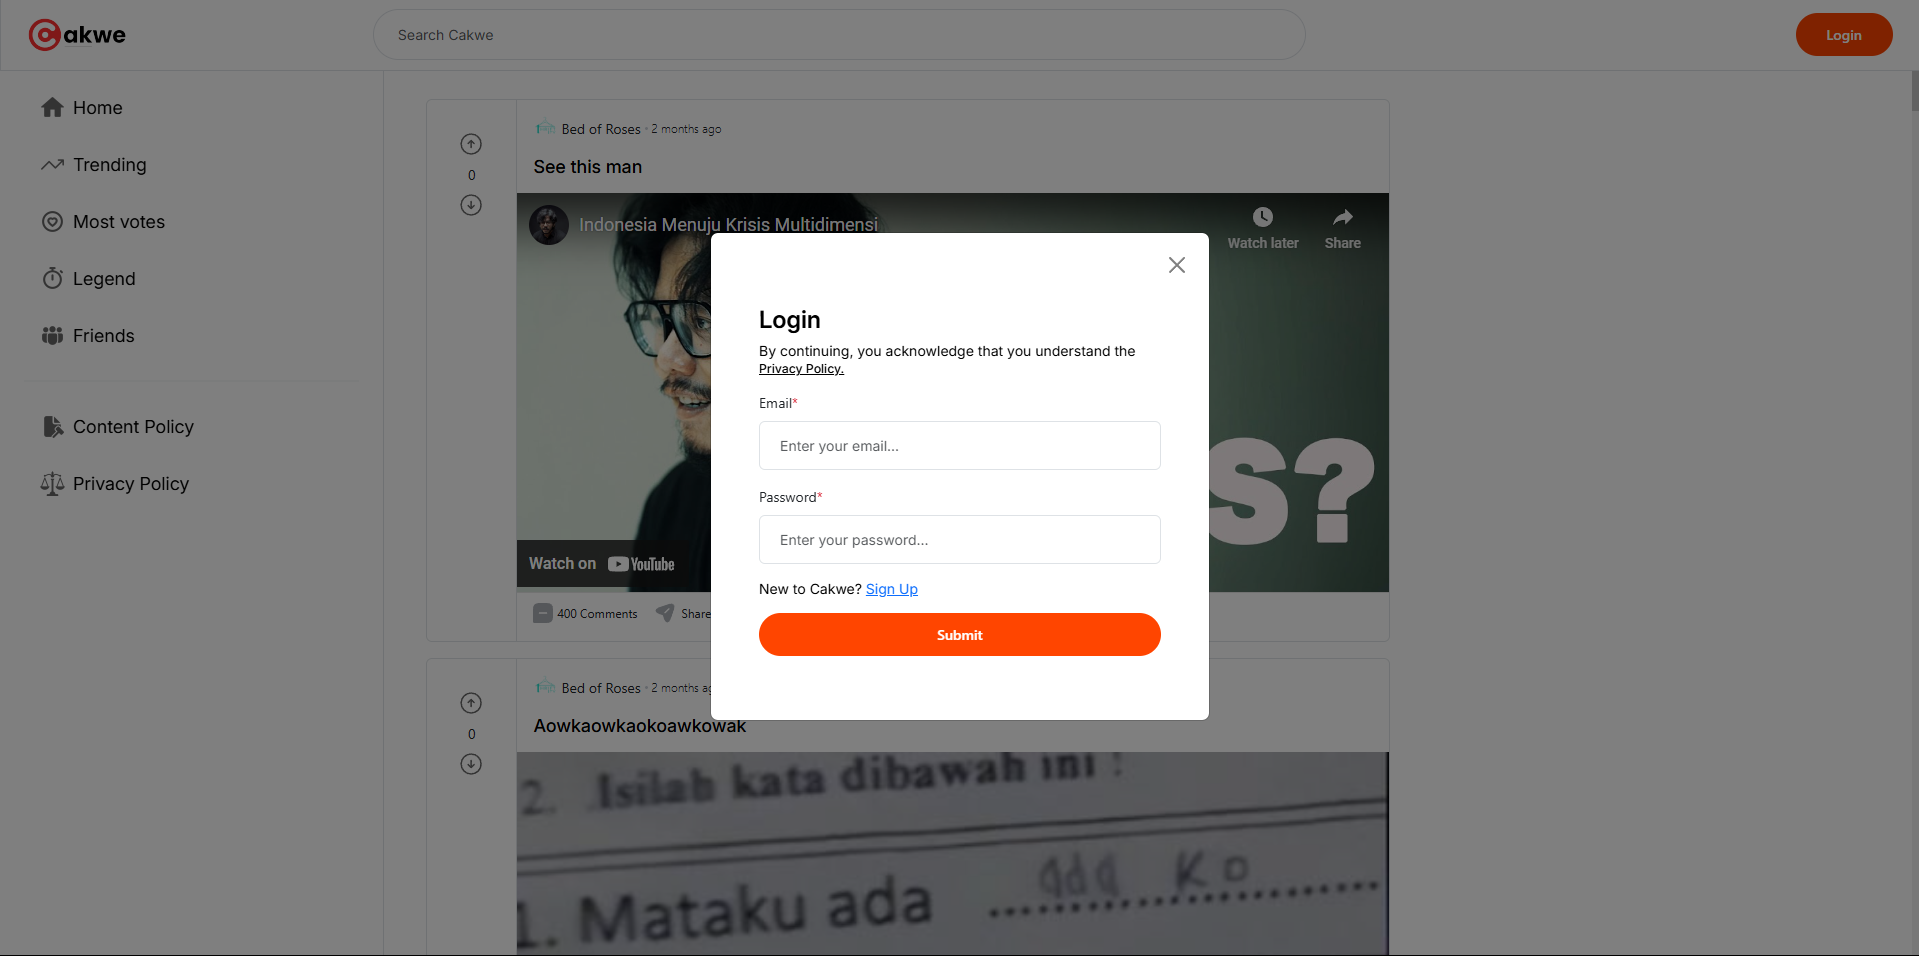 Cakwe
Search Cakwe
Login
Home
Trending
Most votes
Legend
Friends
Content Policy
Privacy Policy
Bed of Roses · 2 months ago
See this man
0
Indonesia Menuju Krisis Multidimensi
Watch later
Share
S?
Watch on YouTube
400 Comments
Share
Login
By continuing, you acknowledge that you understand the
Privacy Policy.
Email*
Enter your email...
Password*
Enter your password...
New to Cakwe? Sign Up
Submit
Bed of Roses · 2 months ag
Aowkaowkaokoawkowak
0
2. Isilah kata dibawah ini !
1. Mataku ada ada Ko